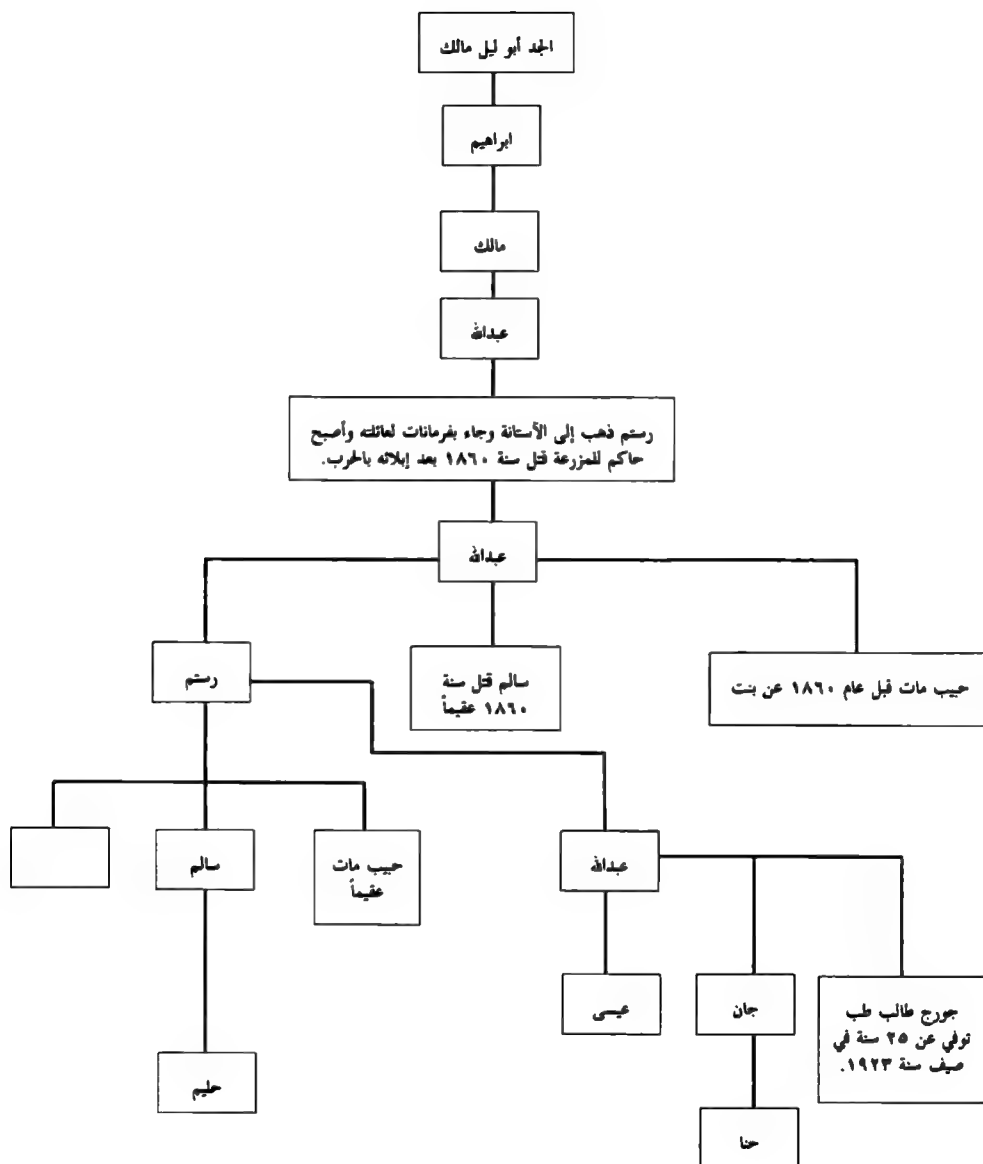 الجد أبو ليل مالك
ابراهيم
مالك
عبدالله
رستم ذهب إلى الآستانة وجاء بفرمانات لعائلته وأصبح
حاكم للمزرعة قتل سنة ١٨٦٠ بعد إبلائه بالحرب.
عبدالله
رستم
سالم قتل سنة
١٨٦٠ عقيماً
حبيب مات قبل عام ١٨٦٠ عن بنت
سالم
حبيب مات
عقيماً
عبدالله
عيسى
جان
جورج طالب طب
توفي عن ٢٥ سنة في
صيف سنة ١٩٢٣.
حليم
حنا